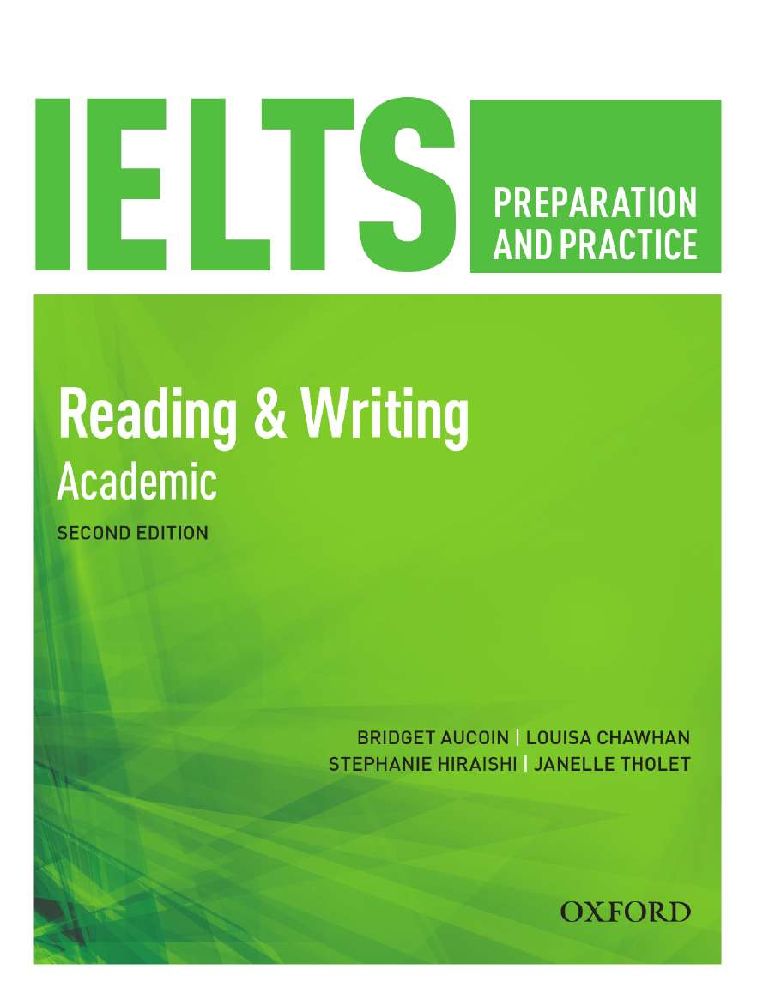 IELTS
PREPARATION
AND PRACTICE
Reading & Writing
Academic
SECOND EDITION
BRIDGET AUCOIN | LOUISA CHAWHAN
STEPHANIE HIRAISHI | JANELLE THOLET
OXFORD